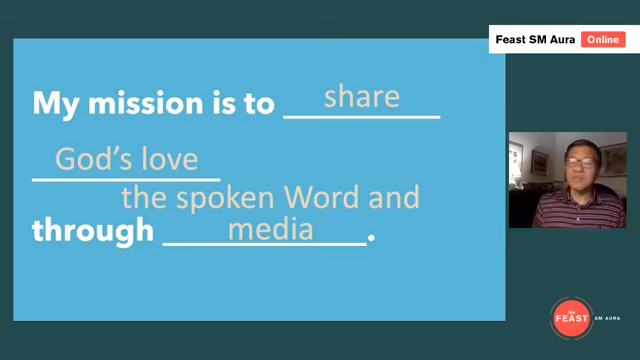 Feast SM Aura Online
My mission is to share
God's love
the spoken Word and
through media.
the
FEAST SM AURA